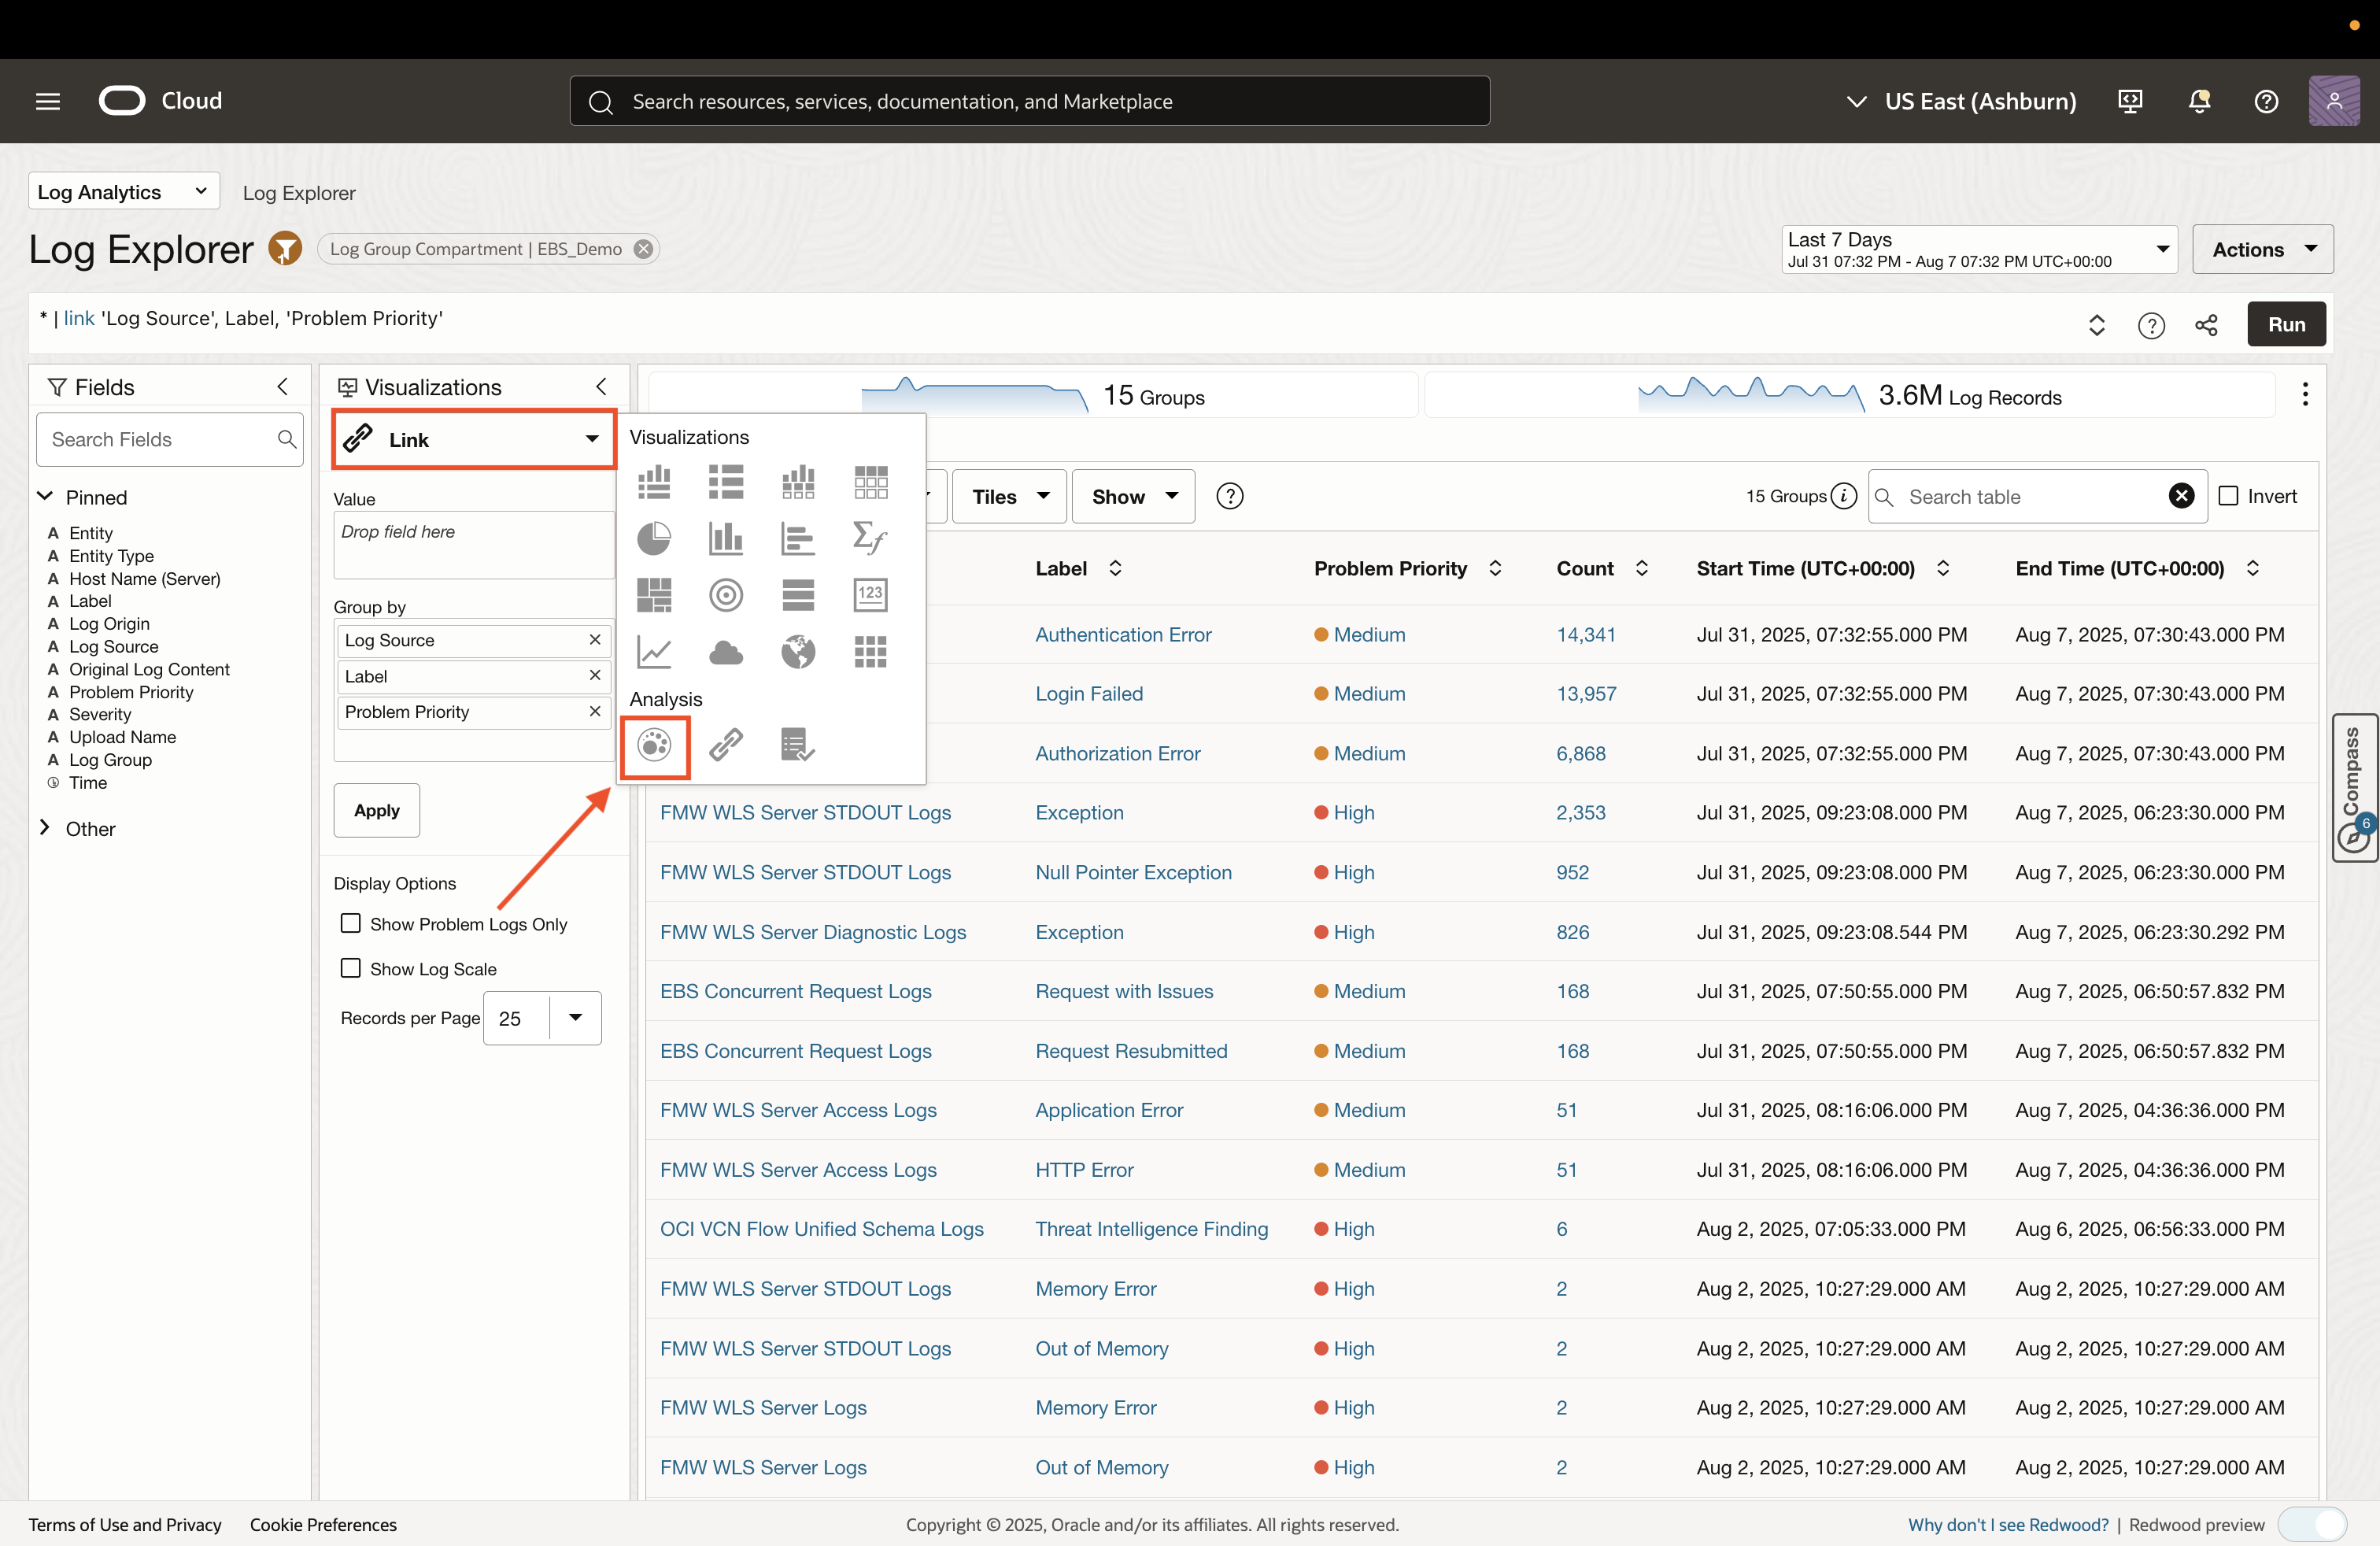 Cloud
Search resources, services, documentation, and Marketplace
US East (Ashburn)
Log Analytics
Log Explorer
Log Explorer
Log Group Compartment | EBS_Demo
Last 7 Days
Jul 31 07:32 PM - Aug 7 07:32 PM UTC+00:00
Actions
* | link 'Log Source', Label, 'Problem Priority'
Run
Fields
Search Fields
Pinned
A Entity
A Entity Type
A Host Name (Server)
A Label
A Log Origin
A Log Source
A Original Log Content
A Problem Priority
A Severity
A Upload Name
A Log Group
Time
Other
Visualizations
Link
Value
Drop field here
Group by
Log Source
Label
Problem Priority
Apply
Display Options
Show Problem Logs Only
Show Log Scale
Records per Page 25
Visualizations
123
Analysis
15 Groups
3.6M Log Records
Tiles
Show
15 Groups
Search table
Invert
Label Problem Priority Count Start Time (UTC+00:00) End Time (UTC+00:00)
Authentication Error Medium 14,341 Jul 31, 2025, 07:32:55.000 PM Aug 7, 2025, 07:30:43.000 PM
Login Failed Medium 13,957 Jul 31, 2025, 07:32:55.000 PM Aug 7, 2025, 07:30:43.000 PM
Authorization Error Medium 6,868 Jul 31, 2025, 07:32:55.000 PM Aug 7, 2025, 07:30:43.000 PM
FMW WLS Server STDOUT Logs Exception High 2,353 Jul 31, 2025, 09:23:08.000 PM Aug 7, 2025, 06:23:30.000 PM
FMW WLS Server STDOUT Logs Null Pointer Exception High 952 Jul 31, 2025, 09:23:08.000 PM Aug 7, 2025, 06:23:30.000 PM
FMW WLS Server Diagnostic Logs Exception High 826 Jul 31, 2025, 09:23:08.544 PM Aug 7, 2025, 06:23:30.292 PM
EBS Concurrent Request Logs Request with Issues Medium 168 Jul 31, 2025, 07:50:55.000 PM Aug 7, 2025, 06:50:57.832 PM
EBS Concurrent Request Logs Request Resubmitted Medium 168 Jul 31, 2025, 07:50:55.000 PM Aug 7, 2025, 06:50:57.832 PM
FMW WLS Server Access Logs Application Error Medium 51 Jul 31, 2025, 08:16:06.000 PM Aug 7, 2025, 04:36:36.000 PM
FMW WLS Server Access Logs HTTP Error Medium 51 Jul 31, 2025, 08:16:06.000 PM Aug 7, 2025, 04:36:36.000 PM
OCI VCN Flow Unified Schema Logs Threat Intelligence Finding High 6 Aug 2, 2025, 07:05:33.000 PM Aug 6, 2025, 06:56:33.000 PM
FMW WLS Server STDOUT Logs Memory Error High 2 Aug 2, 2025, 10:27:29.000 AM Aug 2, 2025, 10:27:29.000 AM
FMW WLS Server STDOUT Logs Out of Memory High 2 Aug 2, 2025, 10:27:29.000 AM Aug 2, 2025, 10:27:29.000 AM
FMW WLS Server Logs Memory Error High 2 Aug 2, 2025, 10:27:29.000 AM Aug 2, 2025, 10:27:29.000 AM
FMW WLS Server Logs Out of Memory High 2 Aug 2, 2025, 10:27:29.000 AM Aug 2, 2025, 10:27:29.000 AM
Compass
6
Terms of Use and Privacy
Cookie Preferences
Copyright © 2025, Oracle and/or its affiliates. All rights reserved.
Why don't I see Redwood? | Redwood preview